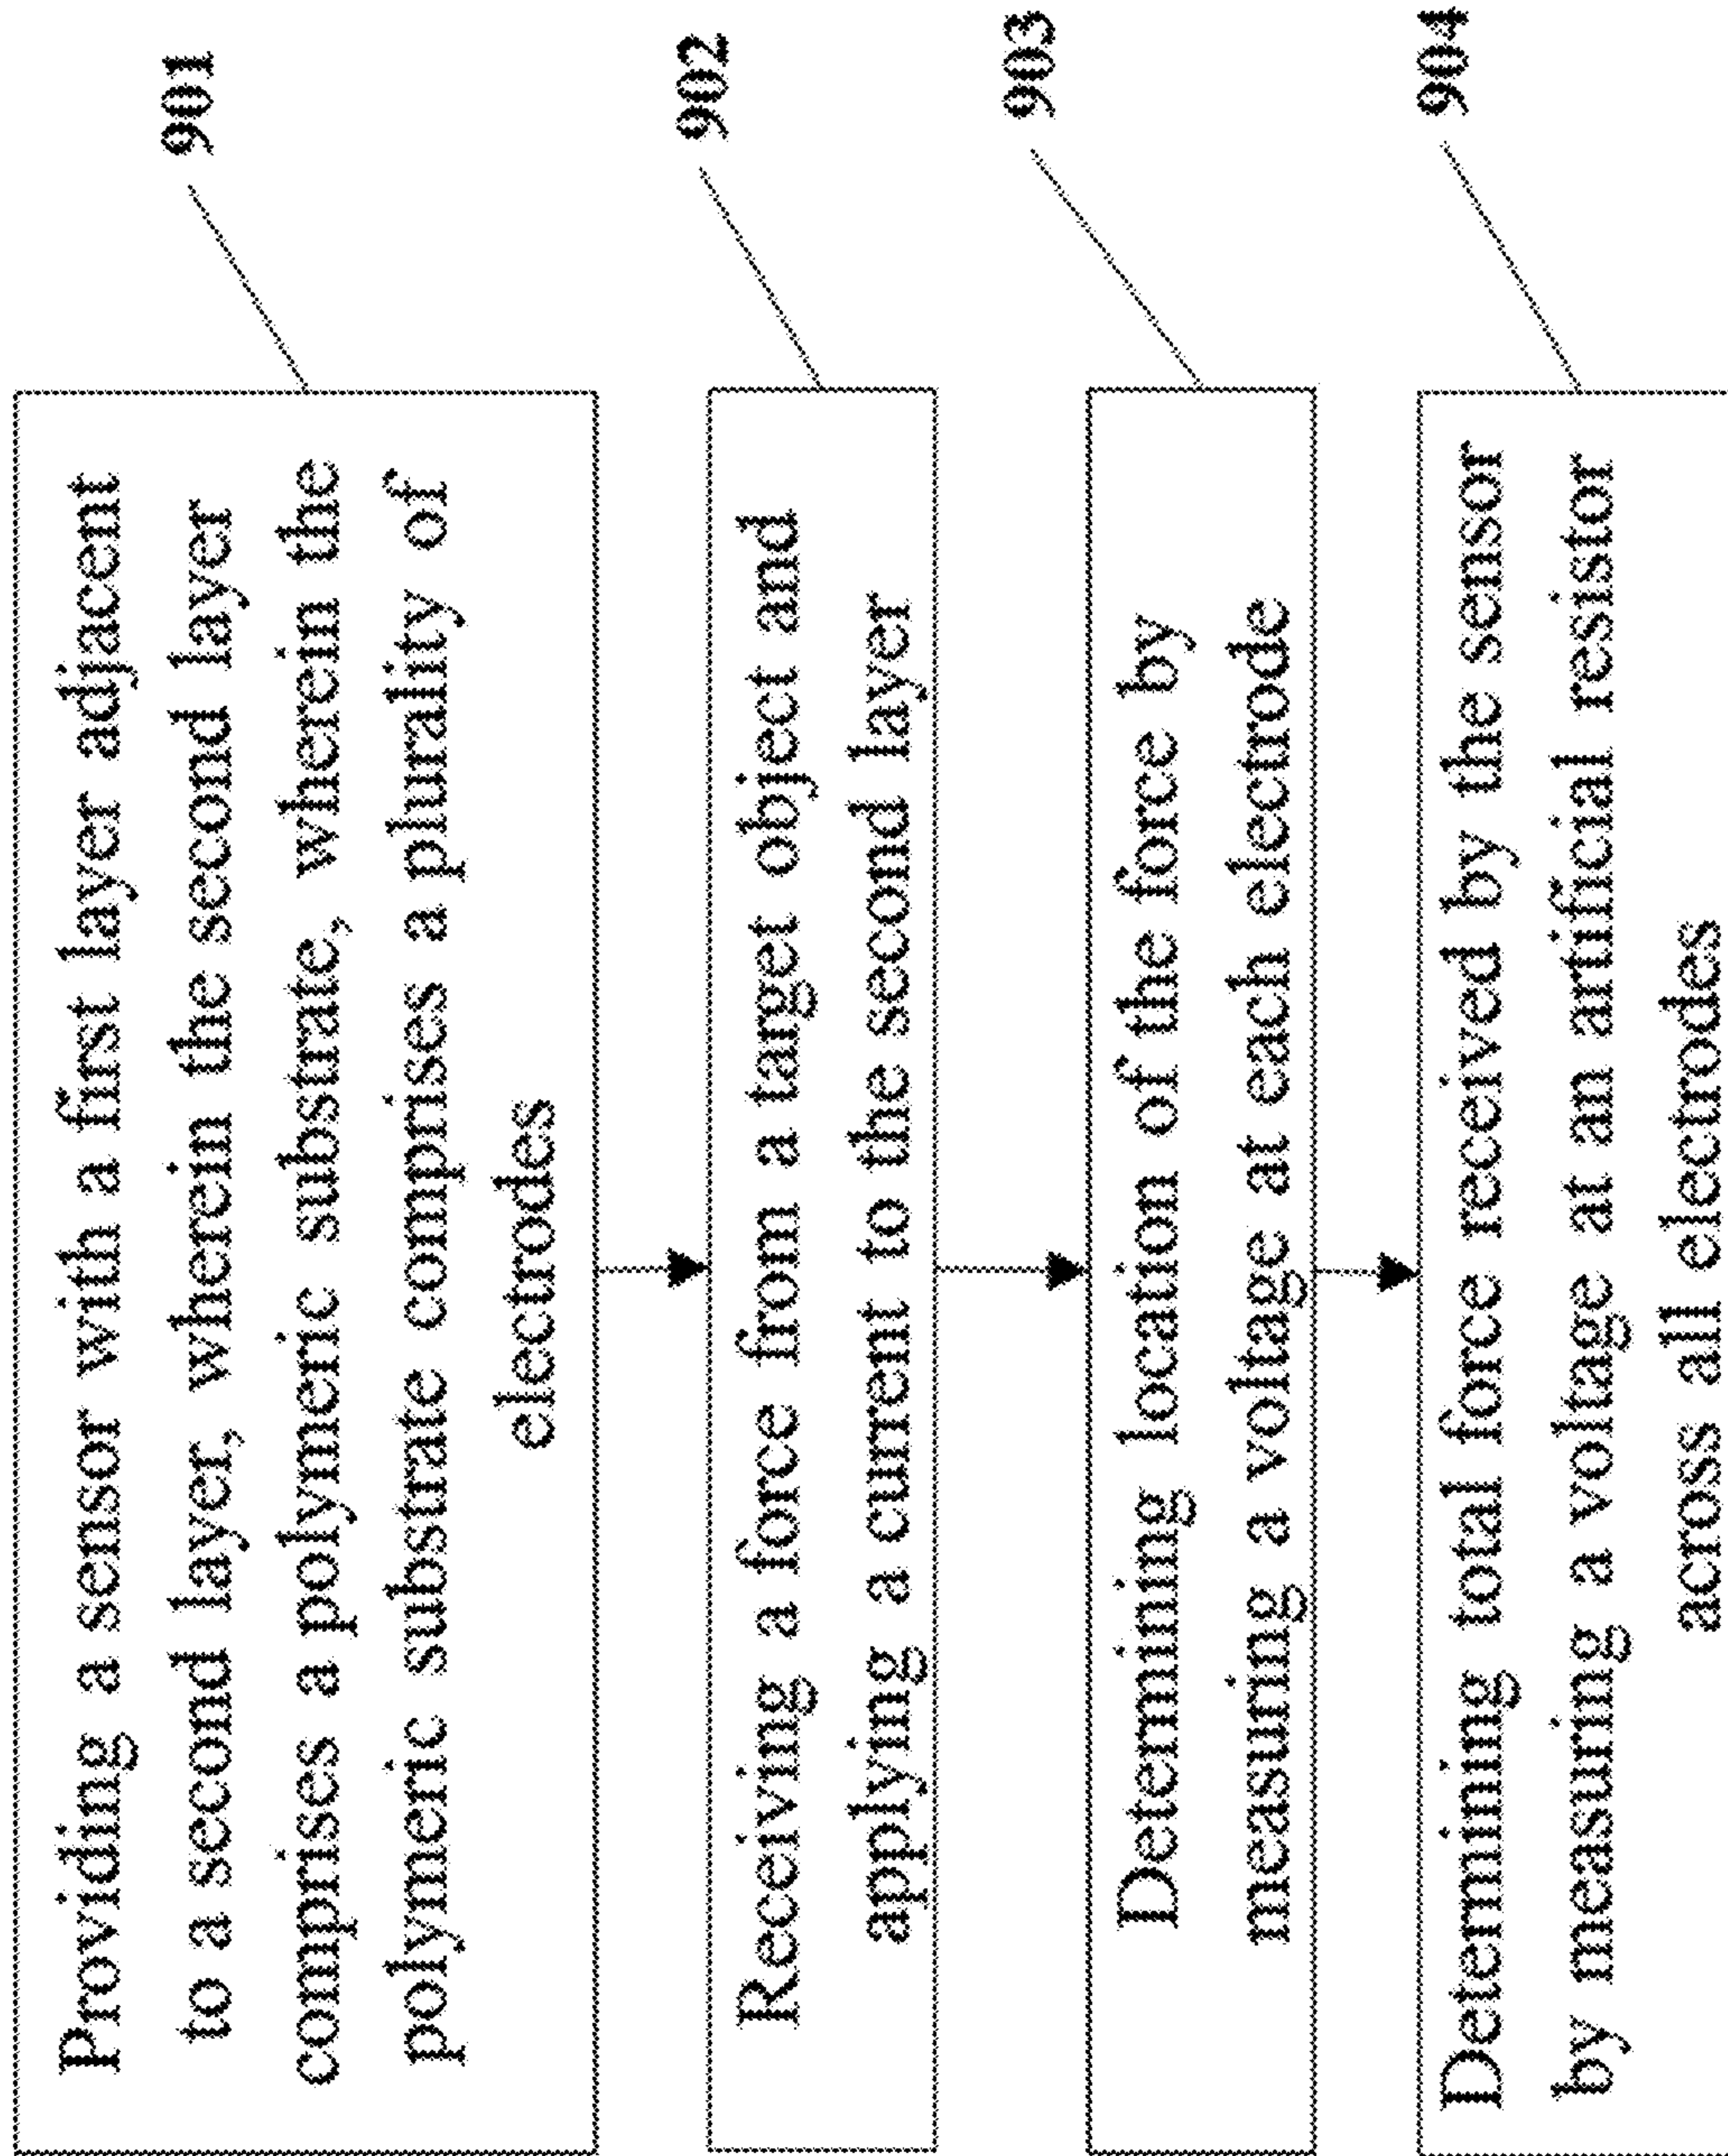 Providing a sensor with a first layer adjacent
to a second layer, wherein the second layer
comprises a polymeric substrate, wherein the
polymeric substrate comprises a plurality of
electrodes
901
Receiving a force from a target object and
applying a current to the second layer
902
Determining location of the force by
measuring a voltage at each electrode
903
Determining total force received by the sensor
by measuring a voltage at an artificial resistor
across all electrodes
904